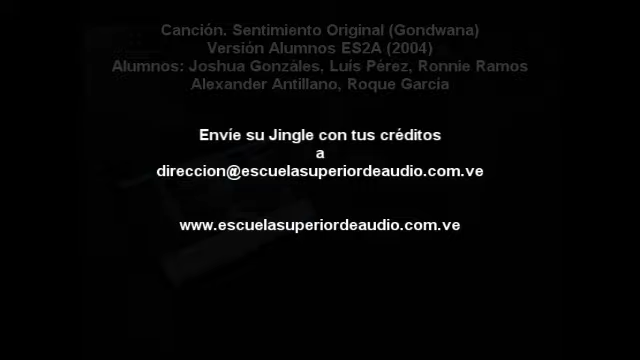 Canción. Sentimiento Original (Gondwana)
Versión Alumnos ES2A (2004)
Alumnos: Joshua Gonzáles, Luís Pérez, Ronnie Ramos
Alexander Antillano, Roque García
Envíe su Jingle con tus créditos
a
direccion@escuelasuperiordeaudio.com.ve
www.escuelasuperiordeaudio.com.ve